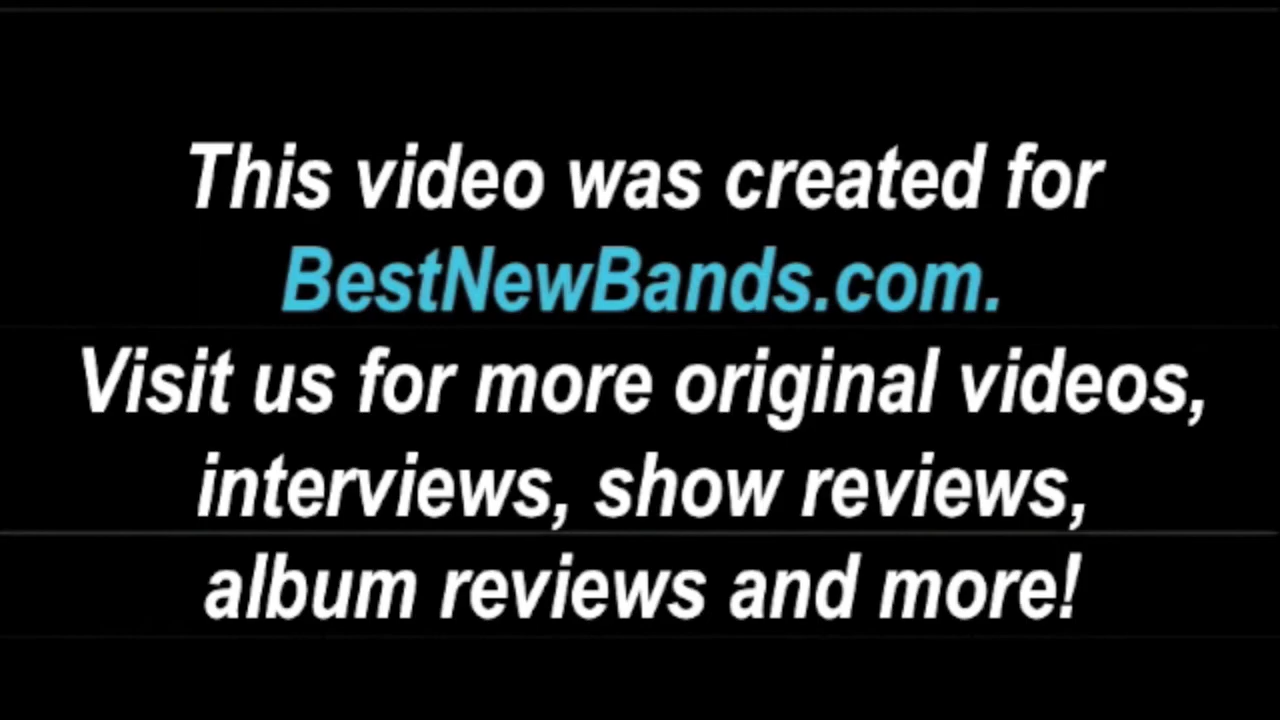 This video was created for
BestNewBands.com.
Visit us for more original videos,
interviews, show reviews,
album reviews and more!